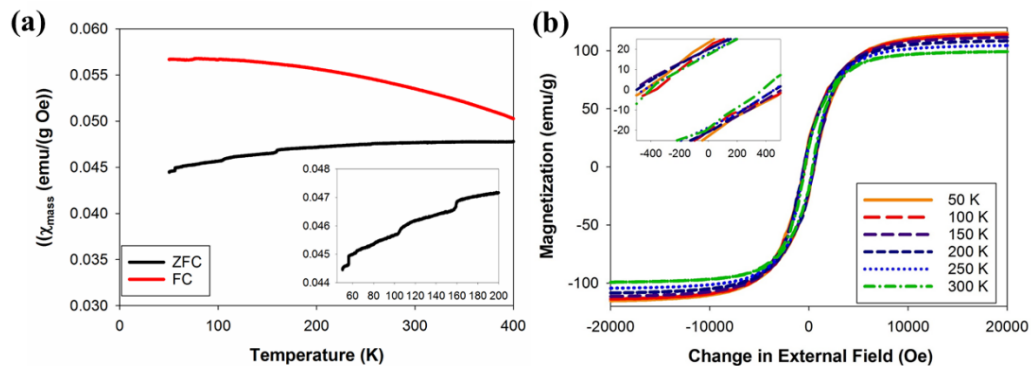 (a)
((χmass (emu/(g Oe))
0.060
0.055
0.050
0.045
0.040
0.035
0.030
0 100 200 300 400
Temperature (K)
ZFC
FC
0.048
0.047
0.046
0.045
0.044
60 80 100 120 140 160 180 200
(b)
Magnetization (emu/g)
100
50
0
-50
-100
-20000 -10000 0 10000 20000
Change in External Field (Oe)
20
10
0
-10
-20
-400 -200 0 200 400
50 K
100 K
150 K
200 K
250 K
300 K